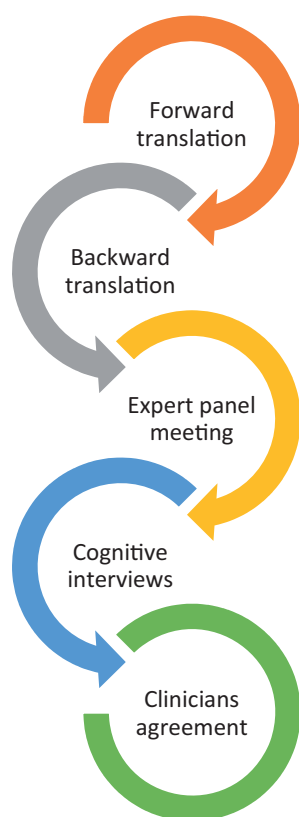 Forward
translation
Backward
translation
Expert panel
meeting
Cognitive
interviews
Clinicians
agreement